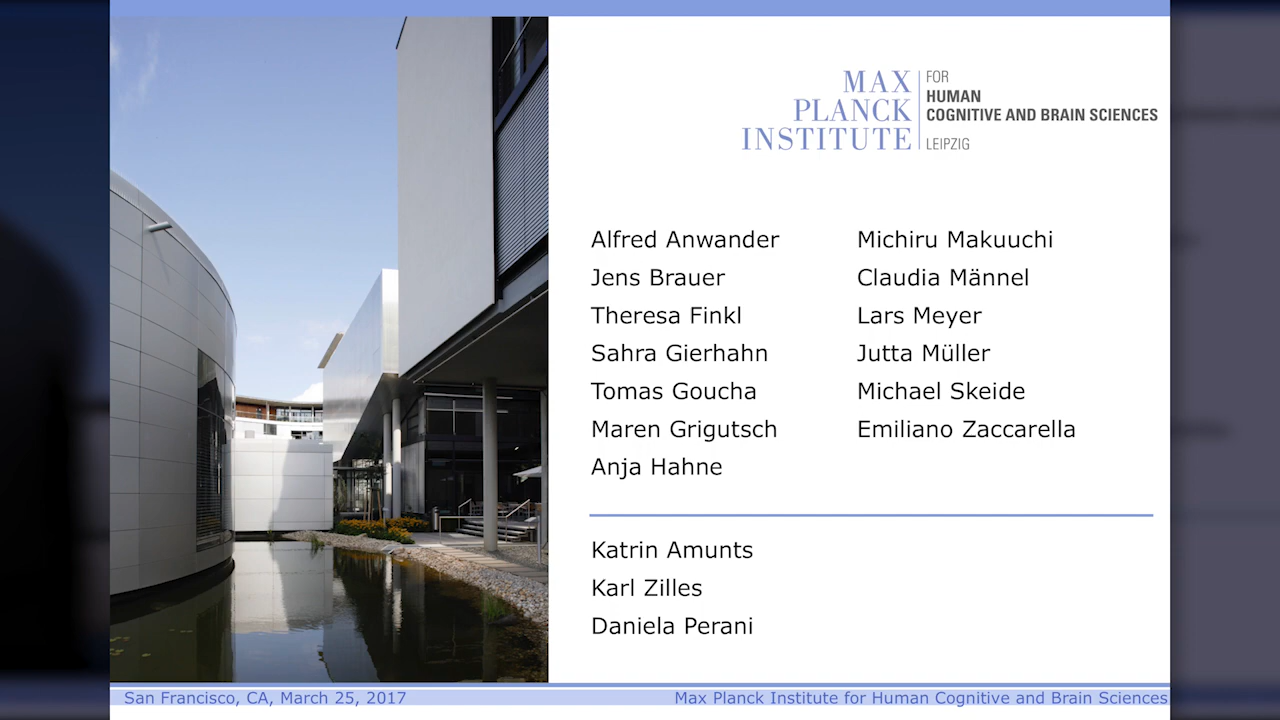 MAX
PLANCK
INSTITUTE
FOR
HUMAN
COGNITIVE AND BRAIN SCIENCES
LEIPZIG
Alfred Anwander
Jens Brauer
Theresa Finkl
Sahra Gierhahn
Tomas Goucha
Maren Grigutsch
Anja Hahne
Michiru Makuuchi
Claudia Männel
Lars Meyer
Jutta Müller
Michael Skeide
Emiliano Zaccarella
Katrin Amunts
Karl Zilles
Daniela Perani
San Francisco, CA, March 25, 2017
Max Planck Institute for Human Cognitive and Brain Sciences